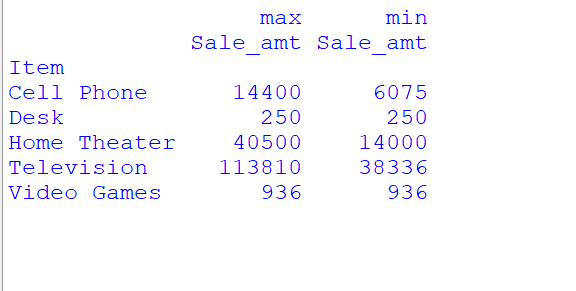 max min
Sale_amt Sale_amt
Item
Cell Phone 14400 6075
Desk 250 250
Home Theater 40500 14000
Television 113810 38336
Video Games 936 936